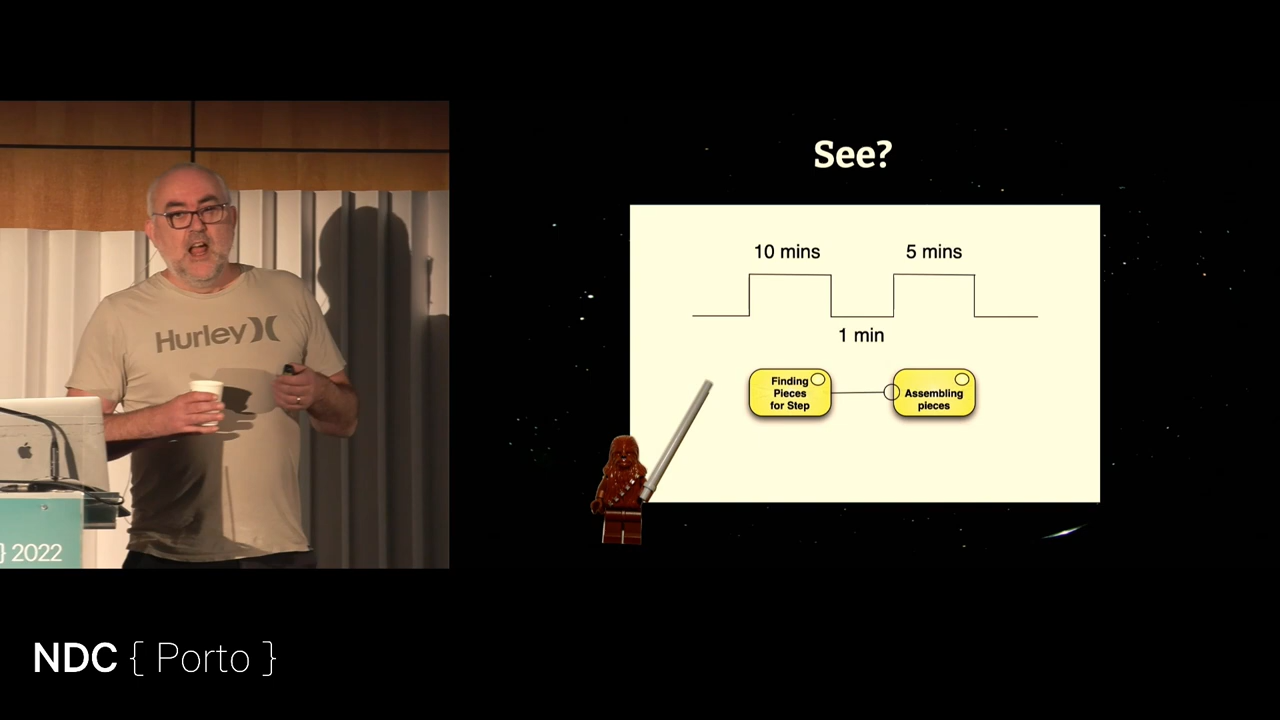 See?
10 mins
5 mins
1 min
Finding
Pieces
for Step
Assembling
pieces
Hurley
} 2022
NDC { Porto }